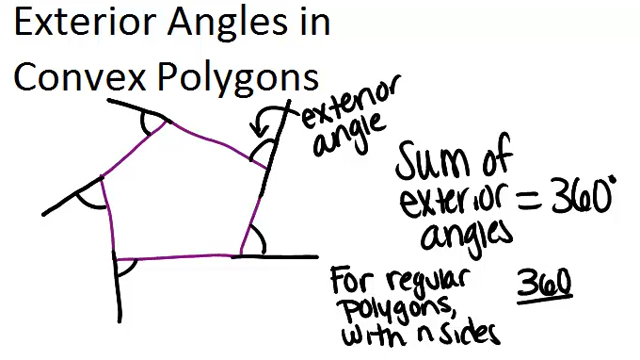 Exterior Angles in
Convex Polygons
exterior
angle
Sum of
exterior = 360°
angles
For regular 360
polygons,
with n sides